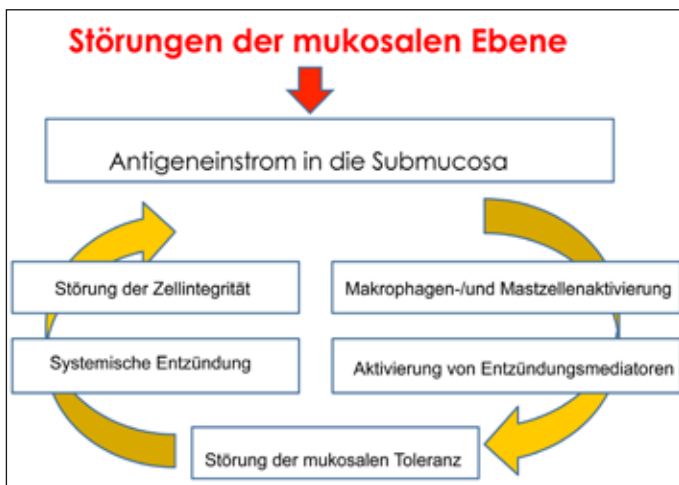 Störungen der mukosalen Ebene
Antigeneinstrom in die Submucosa
Störung der Zellintegrität
Makrophagen-/und Mastzellenaktivierung
Systemische Entzündung
Aktivierung von Entzündungsmediatoren
Störung der mukosalen Toleranz